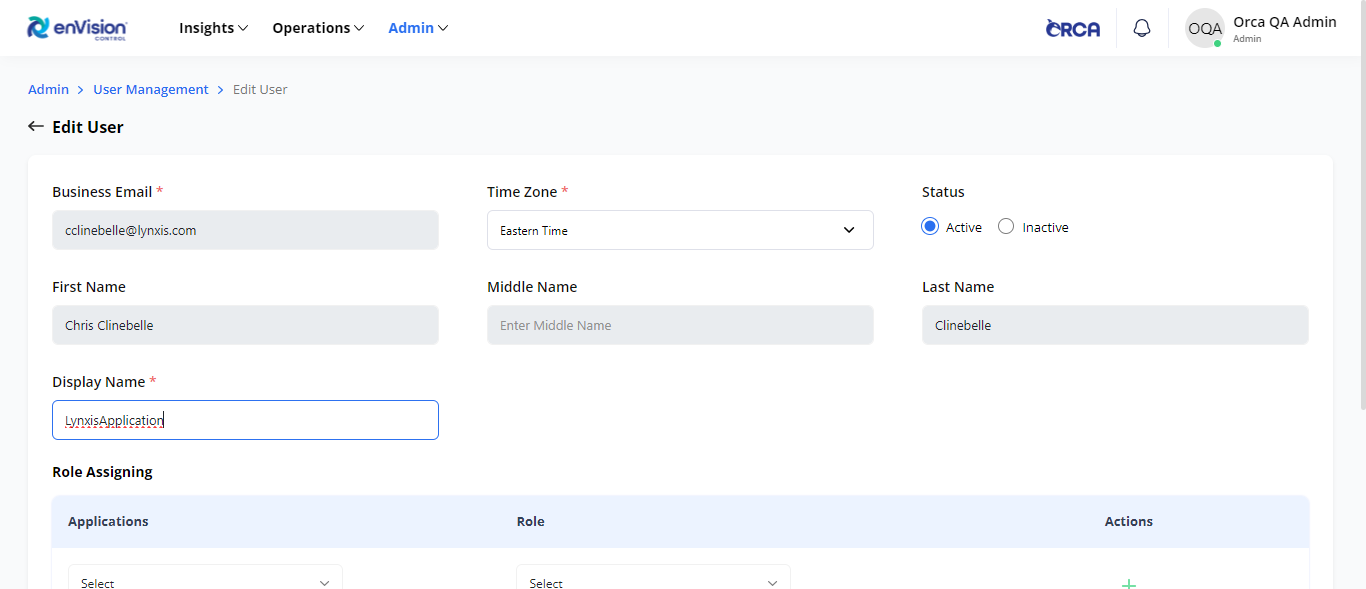 enVision
CONTROL
Insights
Operations
Admin
ORCA
OQA
Orca QA Admin
Admin
Admin > User Management > Edit User
← Edit User
Business Email *
Time Zone *
Status
cclinebelle@lynxis.com
Eastern Time
Active
Inactive
First Name
Middle Name
Last Name
Chris Clinebelle
Enter Middle Name
Clinebelle
Display Name *
LynxisApplication
Role Assigning
Applications
Role
Actions
Select
Select
+